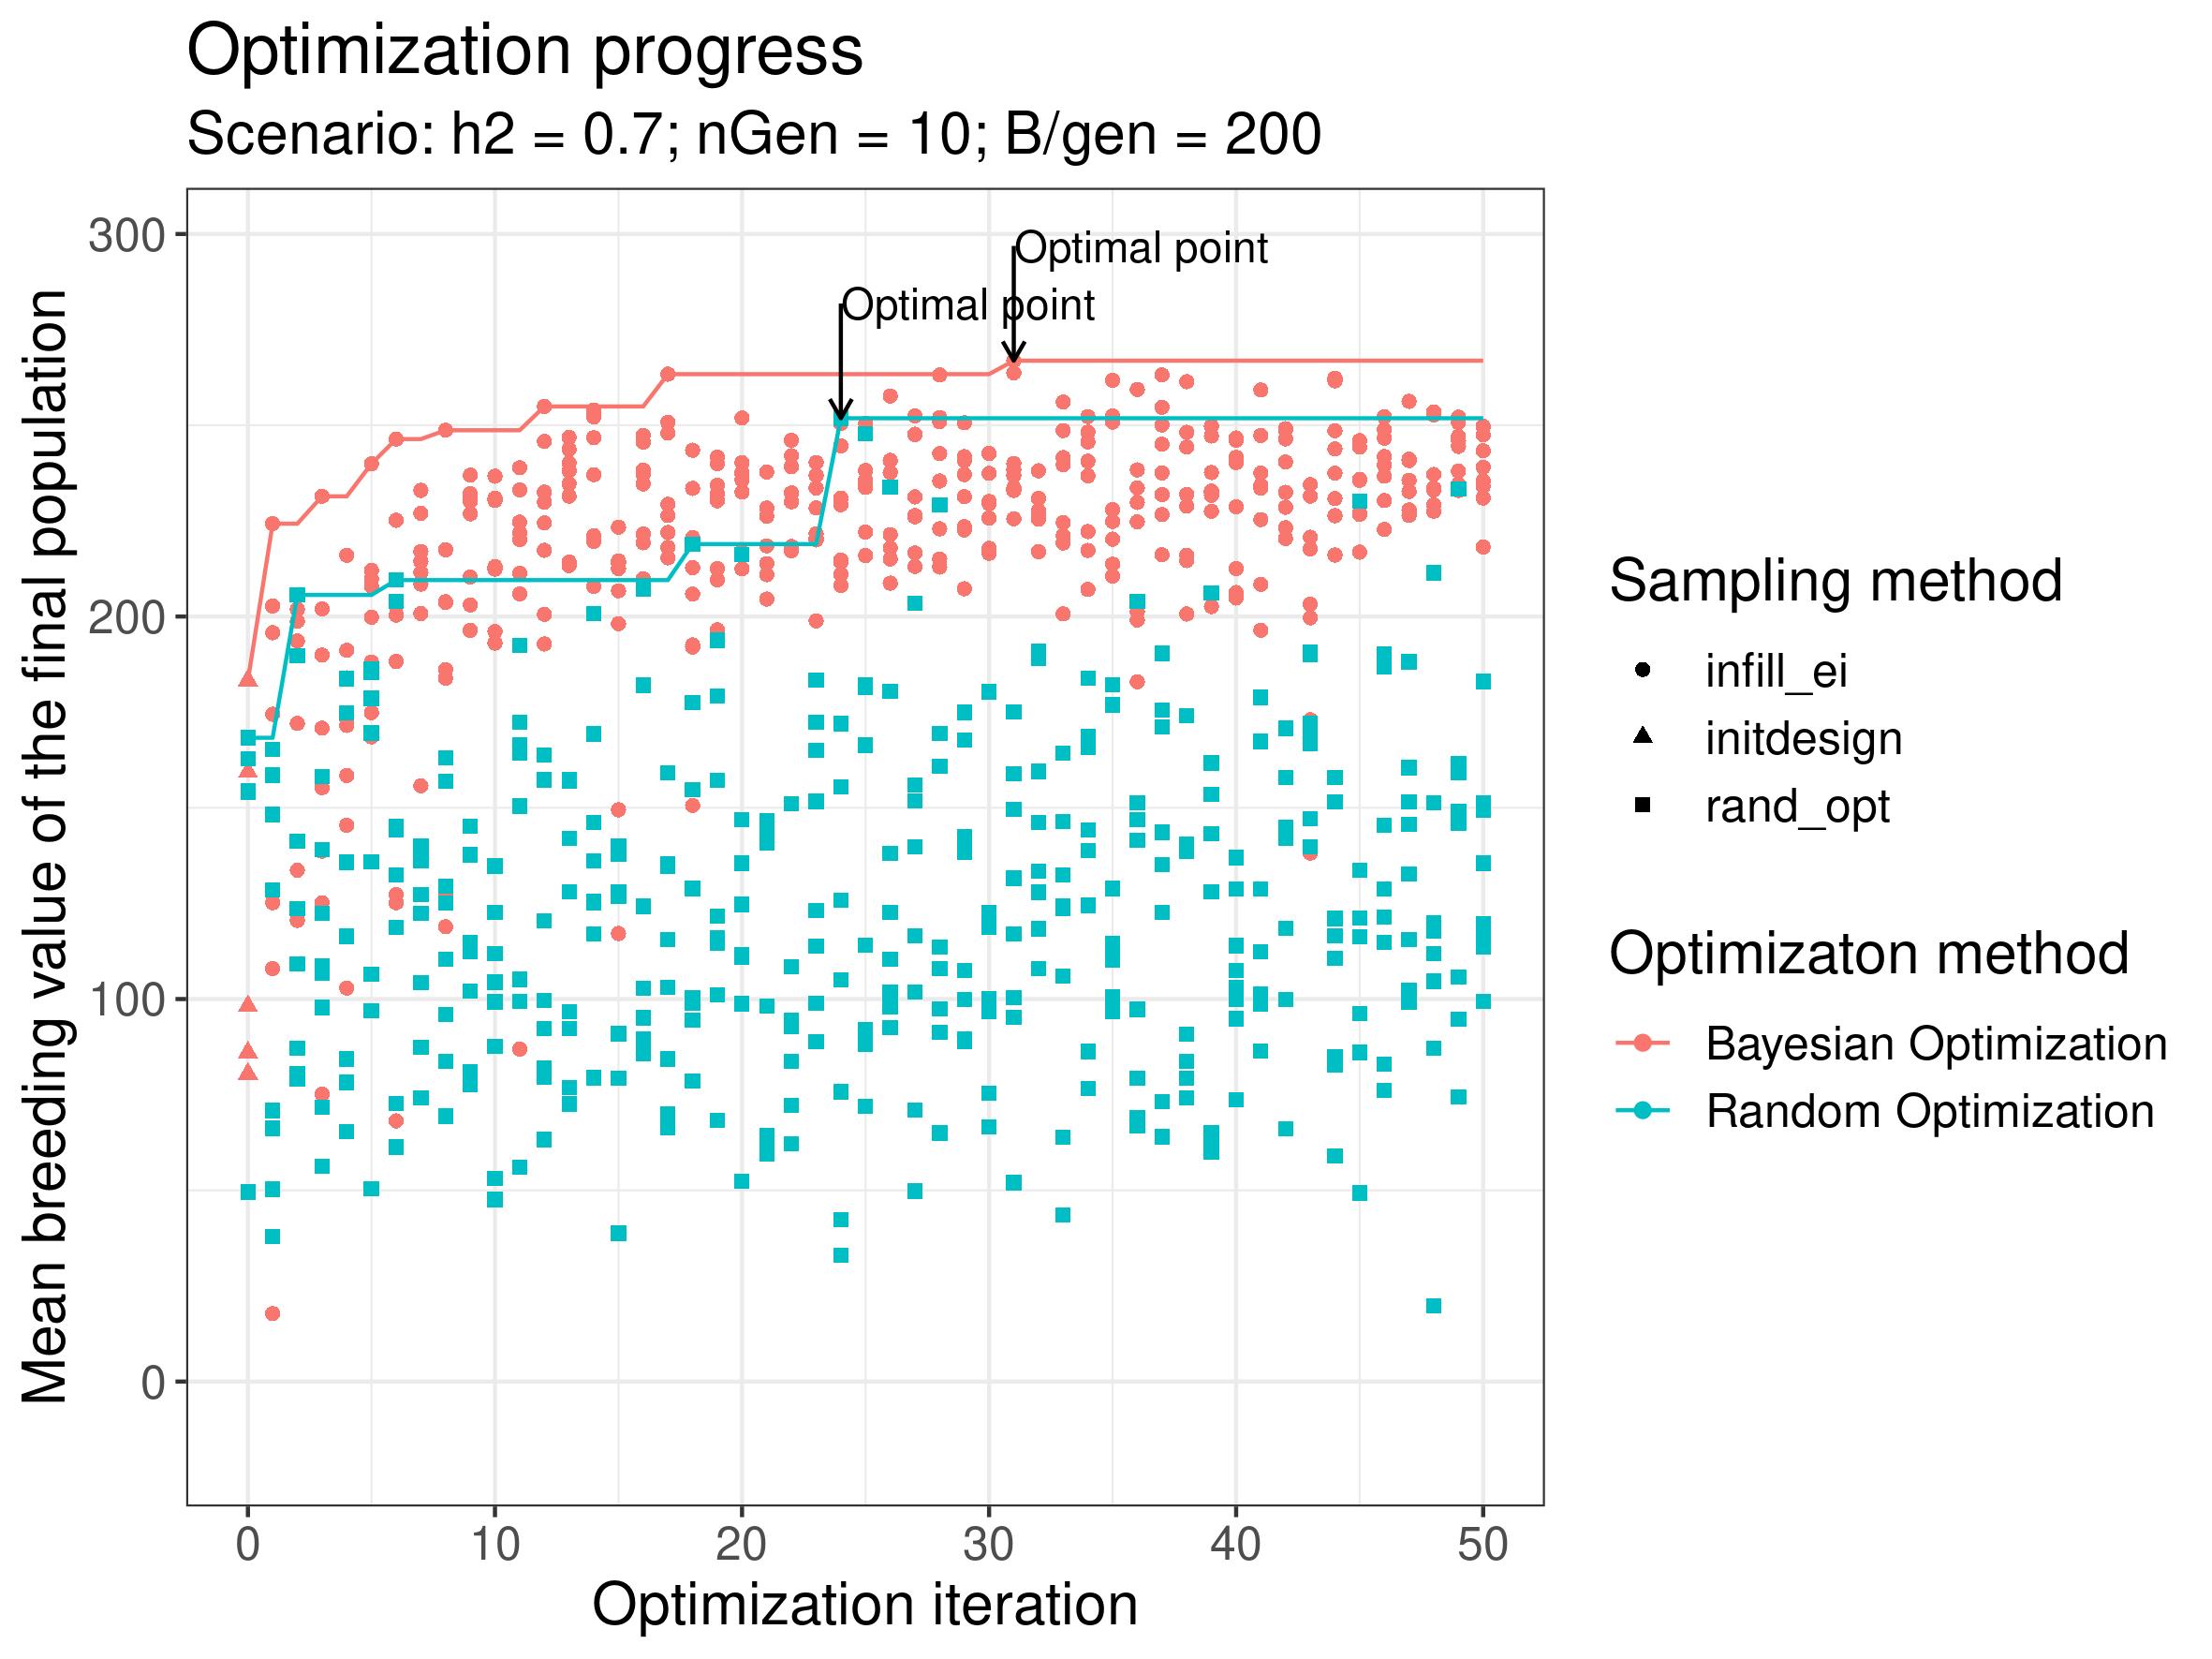 Optimization progress
Scenario: h2 = 0.7; nGen = 10; B/gen = 200
Mean breeding value of the final population
300
200
100
0
Optimal point
Optimal point
0 10 20 30 40 50
Optimization iteration
Sampling method
infill_ei
initdesign
rand_opt
Optimizaton method
Bayesian Optimization
Random Optimization